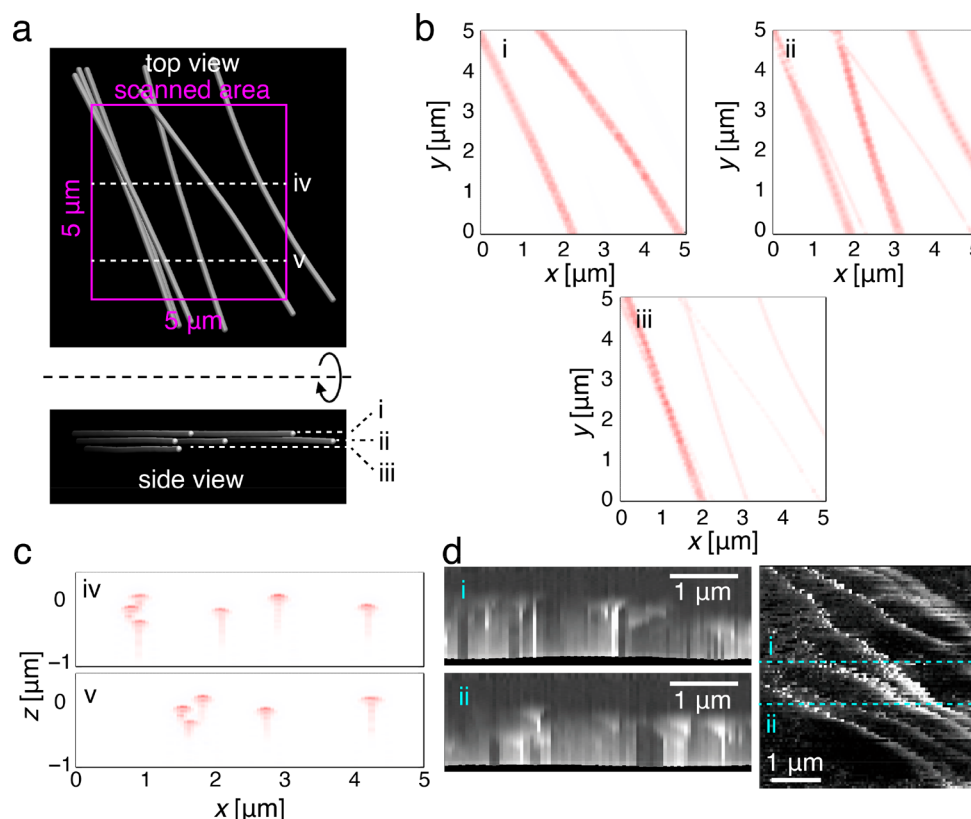 a
top view
scanned area
iv
v
5 µm
5 µm
i
ii
iii
side view
b
i
5
4
3
2
1
0
y [µm]
0 1 2 3 4 5
x [µm]
ii
5
4
3
2
1
0
y [µm]
0 1 2 3 4 5
x [µm]
iii
5
4
3
2
1
0
y [µm]
0 1 2 3 4 5
x [µm]
c
iv
0
−1
v
0
−1
z [µm]
0 1 2 3 4 5
x [µm]
d
i
1 µm
ii
1 µm
i
ii
1 µm